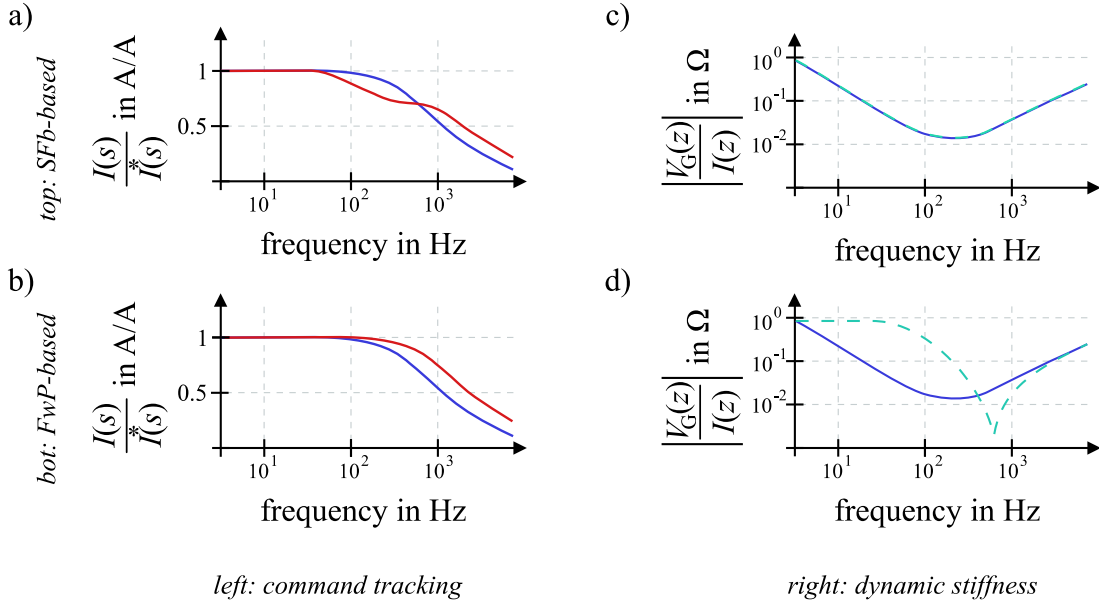 a)
top: SFb-based
I(s)
*
I(s)
in A/A
1
0.5
10^1
10^2
10^3
frequency in Hz
c)
|V_G(z)
I(z)| in Ω
10^0
10^-1
10^-2
10^1
10^2
10^3
frequency in Hz
b)
bot: FwP-based
I(s)
*
I(s)
in A/A
1
0.5
10^1
10^2
10^3
frequency in Hz
d)
|V_G(z)
I(z)| in Ω
10^0
10^-1
10^-2
10^1
10^2
10^3
frequency in Hz
left: command tracking
right: dynamic stiffness